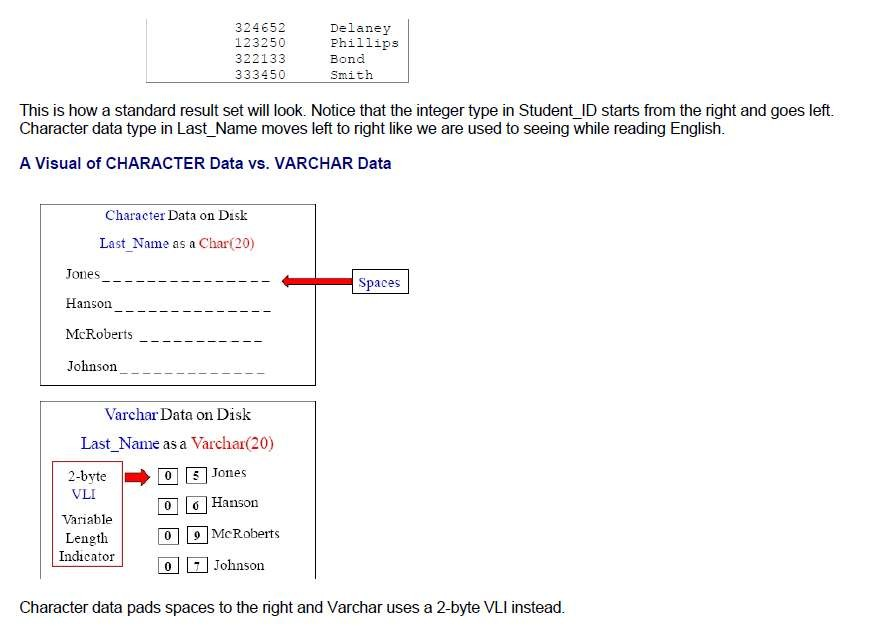 324652 Delaney
123250 Phillips
322133 Bond
333450 Smith
This is how a standard result set will look. Notice that the integer type in Student_ID starts from the right and goes left.
Character data type in Last_Name moves left to right like we are used to seeing while reading English.
A Visual of CHARACTER Data vs. VARCHAR Data
Character Data on Disk
Last_Name as a Char(20)
Jones_ _ _ _ _ _ _ _ _ _ _ _ _ _ _
Spaces
Hanson_ _ _ _ _ _ _ _ _ _ _ _ _ _
McRoberts _ _ _ _ _ _ _ _ _ _ _
Johnson_ _ _ _ _ _ _ _ _ _ _ _ _
Varchar Data on Disk
Last_Name as a Varchar(20)
2-byte
VLI
Variable
Length
Indicator
0 5 Jones
0 6 Hanson
0 9 McRoberts
0 7 Johnson
Character data pads spaces to the right and Varchar uses a 2-byte VLI instead.